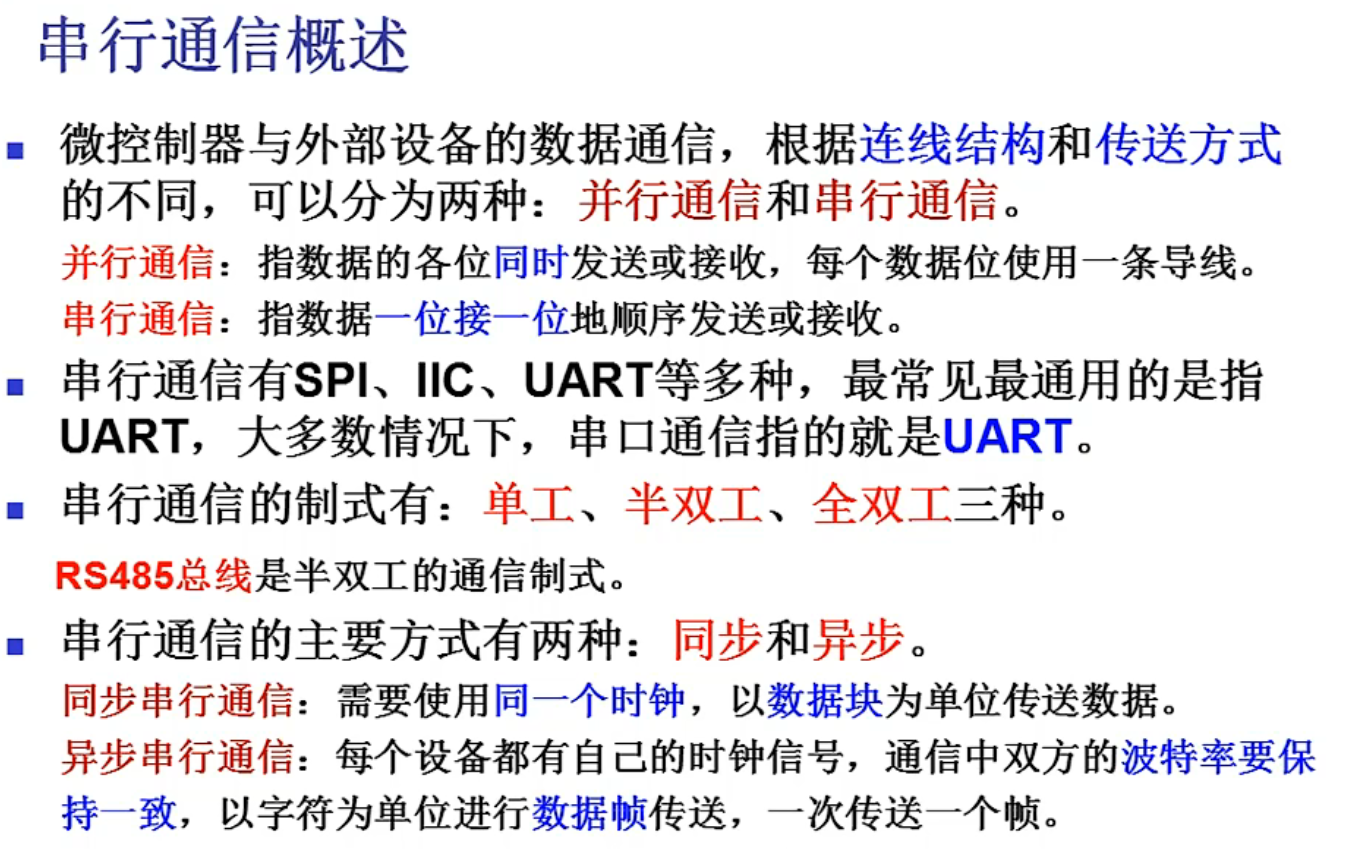 串行通信概述
微控制器与外部设备的数据通信，根据连线结构和传送方式
的不同，可以分为两种：并行通信和串行通信。
并行通信：指数据的各位同时发送或接收，每个数据位使用一条导线。
串行通信：指数据一位接一位地顺序发送或接收。
串行通信有SPI、IIC、UART等多种，最常见最通用的是指
UART，大多数情况下，串口通信指的就是UART。
串行通信的制式有：单工、半双工、全双工三种。
RS485总线是半双工的通信制式。
串行通信的主要方式有两种：同步和异步。
同步串行通信：需要使用同一个时钟，以数据块为单位传送数据。
异步串行通信：每个设备都有自己的时钟信号，通信中双方的波特率要保
持一致，以字符为单位进行数据帧传送，一次传送一个帧。